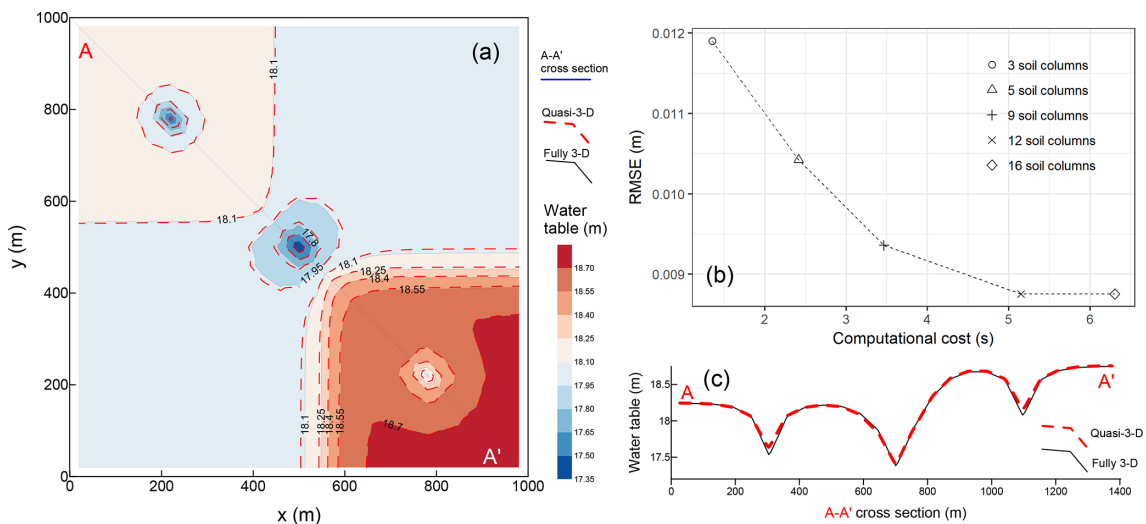 (a)
A
A'
1000
800
600
400
200
0
y (m)
0
200
400
600
800
1000
x (m)
18.1
18.1
17.8
17.95
18.1
18.25
18.4
18.55
18.1
18.25
18.4
18.55
18.7
A-A'
cross section
Quasi-3-D
Fully 3-D
Water
table (m)
18.70
18.55
18.40
18.25
18.10
17.95
17.80
17.65
17.50
17.35
(b)
0.012
0.011
0.010
0.009
RMSE (m)
3 soil columns
5 soil columns
9 soil columns
12 soil columns
16 soil columns
2
3
4
5
6
Computational cost (s)
(c)
A
A'
18.5
18
17.5
Water table (m)
Quasi-3-D
Fully 3-D
0
200
400
600
800
1000
1200
1400
A-A' cross section (m)